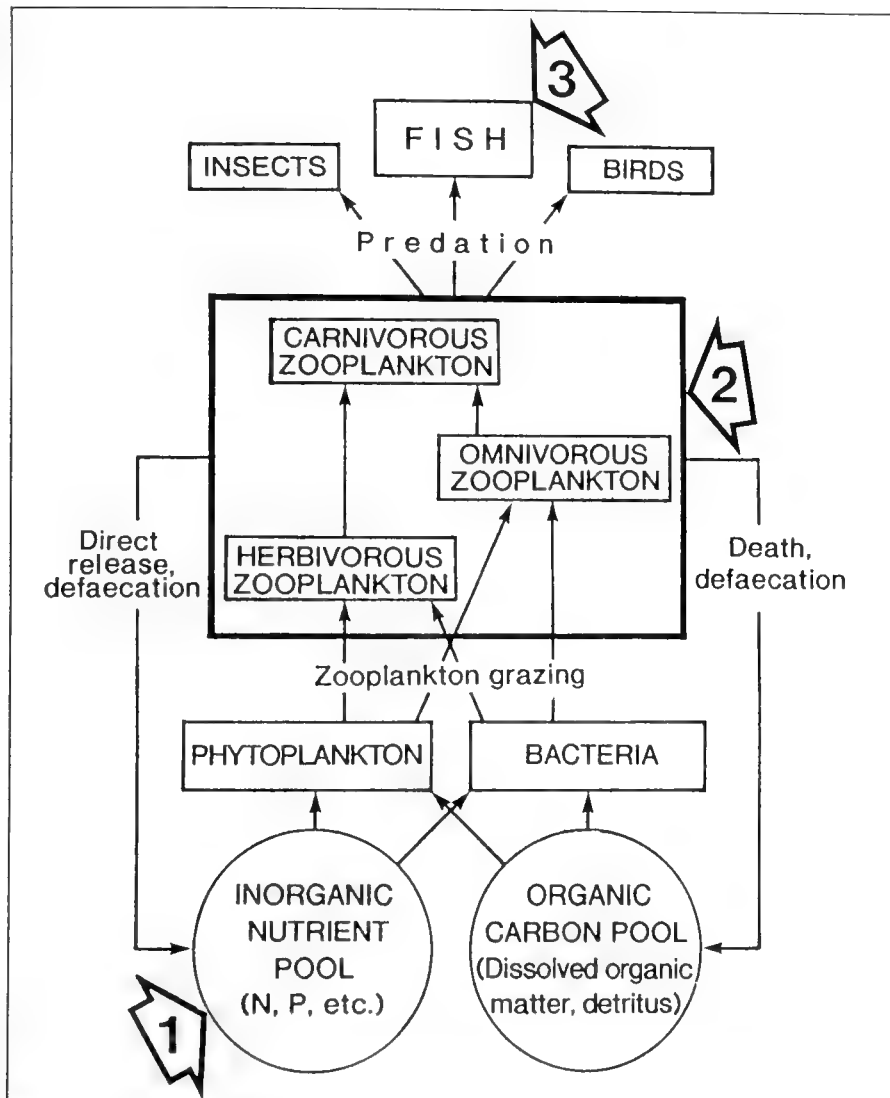 3
FISH
INSECTS
BIRDS
Predation
CARNIVOROUS
ZOOPLANKTON
2
OMNIVOROUS
ZOOPLANKTON
Direct
release,
defaecation
HERBIVOROUS
ZOOPLANKTON
Death,
defaecation
Zooplankton grazing
PHYTOPLANKTON
BACTERIA
INORGANIC
NUTRIENT
POOL
(N, P, etc.)
ORGANIC
CARBON POOL
(Dissolved organic
matter, detritus)
1